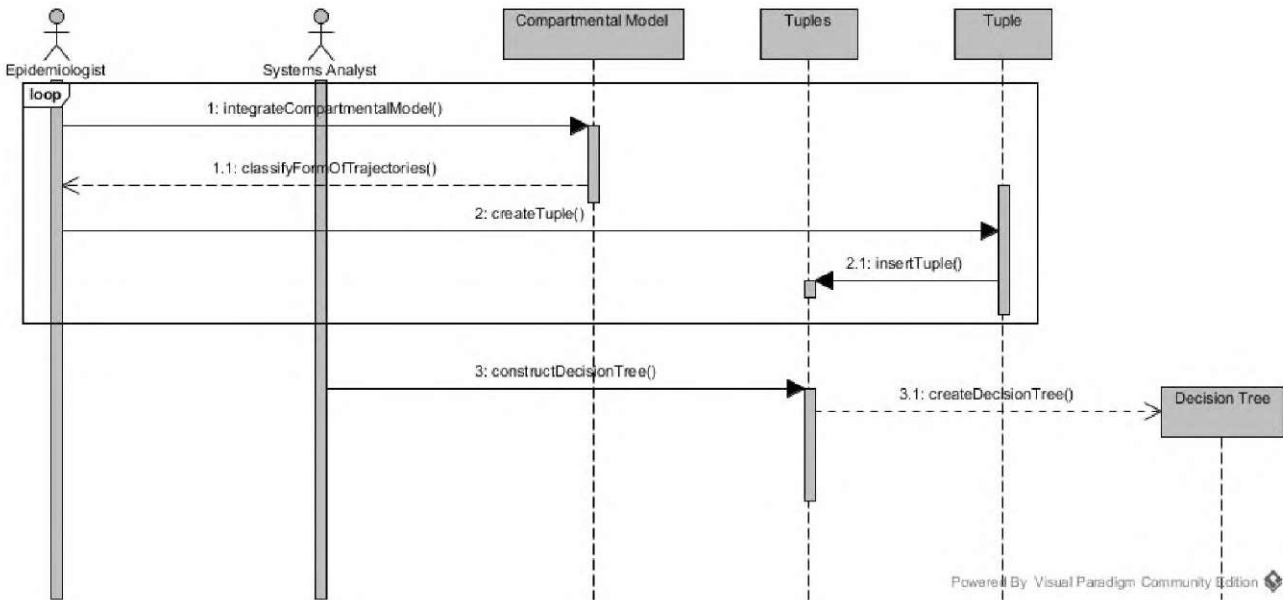 Compartmental Model
Tuples
Tuple
Epidemiologist
Systems Analyst
loop
1: integrateCompartmentalModel()
1.1: classifyFormOfTrajectories()
2: createTuple()
2.1: insertTuple()
3: constructDecisionTree()
3.1: createDecisionTree()
Decision Tree
Powered By Visual Paradigm Community Edition